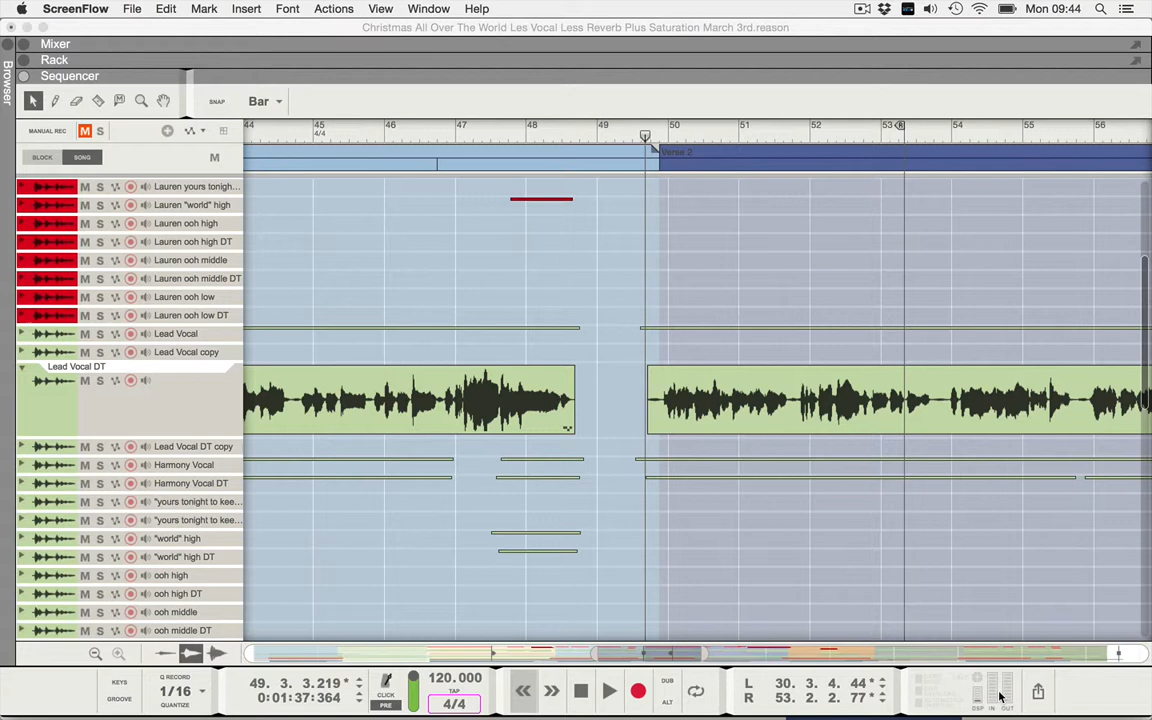 ScreenFlow File Edit Mark Insert Font Actions View Window Help Mon 09:44
Christmas All Over The World Les Vocal Less Reverb Plus Saturation March 3rd.reason
Mixer
Rack
Sequencer
Browser
SNAP Bar
MANUAL REC M S
44 45 46 47 48 49 50 51 52 53 54 55 56
4/4
BLOCK SONG M
Verse 2
M S Lauren yours tonigh...
M S Lauren "world" high
M S Lauren ooh high
M S Lauren ooh high DT
M S Lauren ooh middle
M S Lauren ooh middle DT
M S Lauren ooh low
M S Lauren ooh low DT
M S Lead Vocal
M S Lead Vocal copy
Lead Vocal DT
M S
M S Lead Vocal DT copy
M S Harmony Vocal
M S Harmony Vocal DT
M S "yours tonight to kee...
M S "yours tonight to kee...
M S "world" high
M S "world" high DT
M S ooh high
M S ooh high DT
M S ooh middle
M S ooh middle DT
KEYS
GROOVE
Q RECORD
1/16
QUANTIZE
49. 3. 3.219 *
0:01:37:364
CLICK
PRE
120.000
TAP
4/4
DUB
ALT
L 30. 3. 4. 44 *
R 53. 2. 2. 77 *
DSP IN OUT